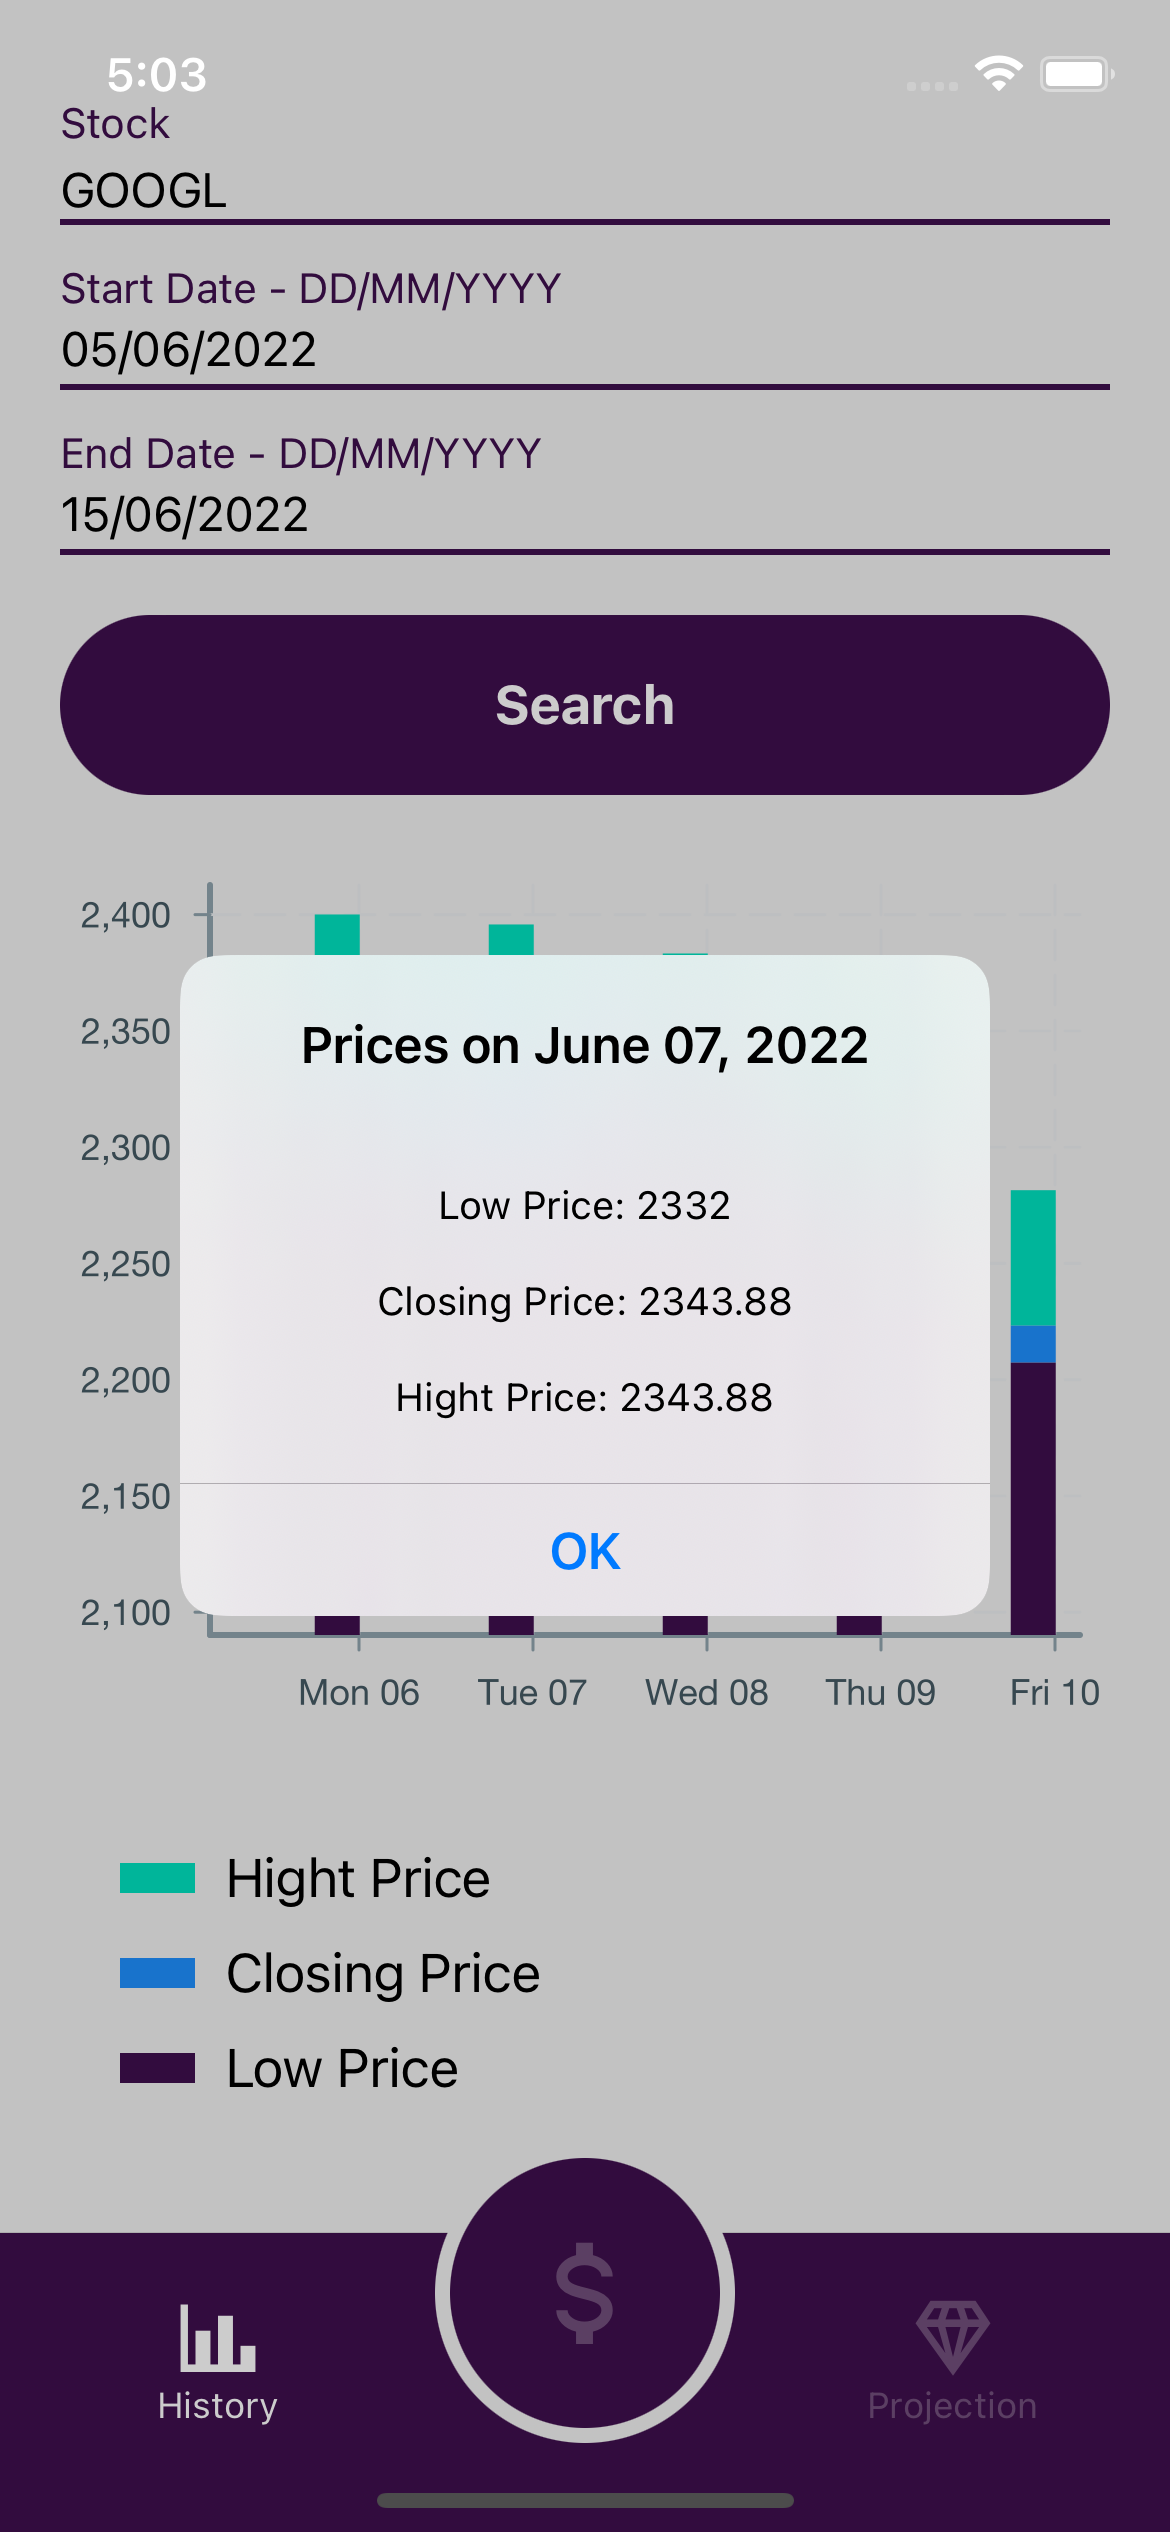 5:03
Stock
GOOGL
Start Date - DD/MM/YYYY
05/06/2022
End Date - DD/MM/YYYY
15/06/2022
Search
2,400
2,350
2,300
2,250
2,200
2,150
2,100
Prices on June 07, 2022
Low Price: 2332
Closing Price: 2343.88
Hight Price: 2343.88
OK
Mon 06 Tue 07 Wed 08 Thu 09 Fri 10
Hight Price
Closing Price
Low Price
$
History
Projection